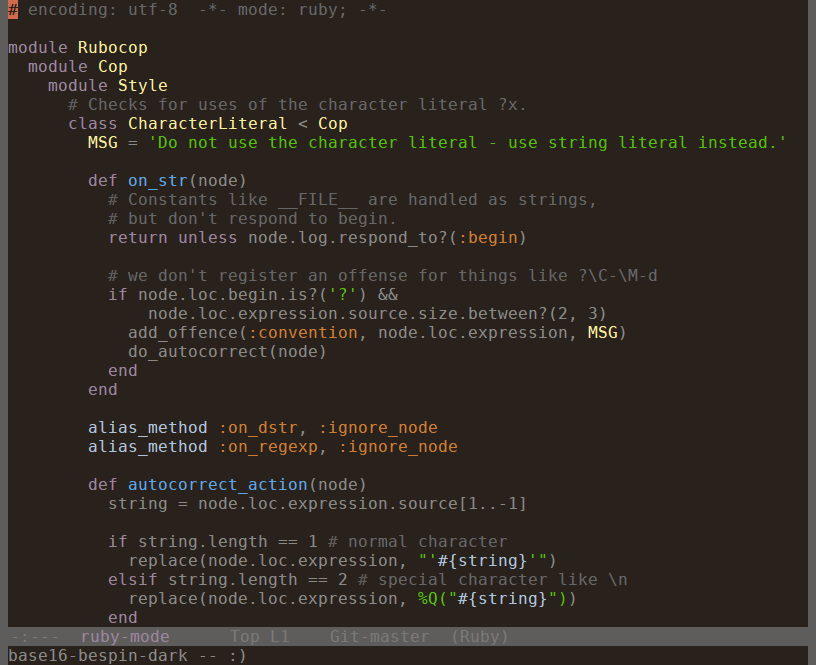 # encoding: utf-8  -*- mode: ruby; -*-

module Rubocop
  module Cop
    module Style
      # Checks for uses of the character literal ?x.
      class CharacterLiteral < Cop
        MSG = 'Do not use the character literal - use string literal instead.'

        def on_str(node)
          # Constants like __FILE__ are handled as strings,
          # but don't respond to begin.
          return unless node.log.respond_to?(:begin)

          # we don't register an offense for things like ?\C-\M-d
          if node.loc.begin.is?('?') &&
              node.loc.expression.source.size.between?(2, 3)
            add_offence(:convention, node.loc.expression, MSG)
            do_autocorrect(node)
          end
        end

        alias_method :on_dstr, :ignore_node
        alias_method :on_regexp, :ignore_node

        def autocorrect_action(node)
          string = node.loc.expression.source[1..-1]

          if string.length == 1 # normal character
            replace(node.loc.expression, "'#{string}'")
          elsif string.length == 2 # special character like \n
            replace(node.loc.expression, %Q("#{string}"))
          end
-:---  ruby-mode      Top L1    Git-master  (Ruby)
base16-bespin-dark -- :)